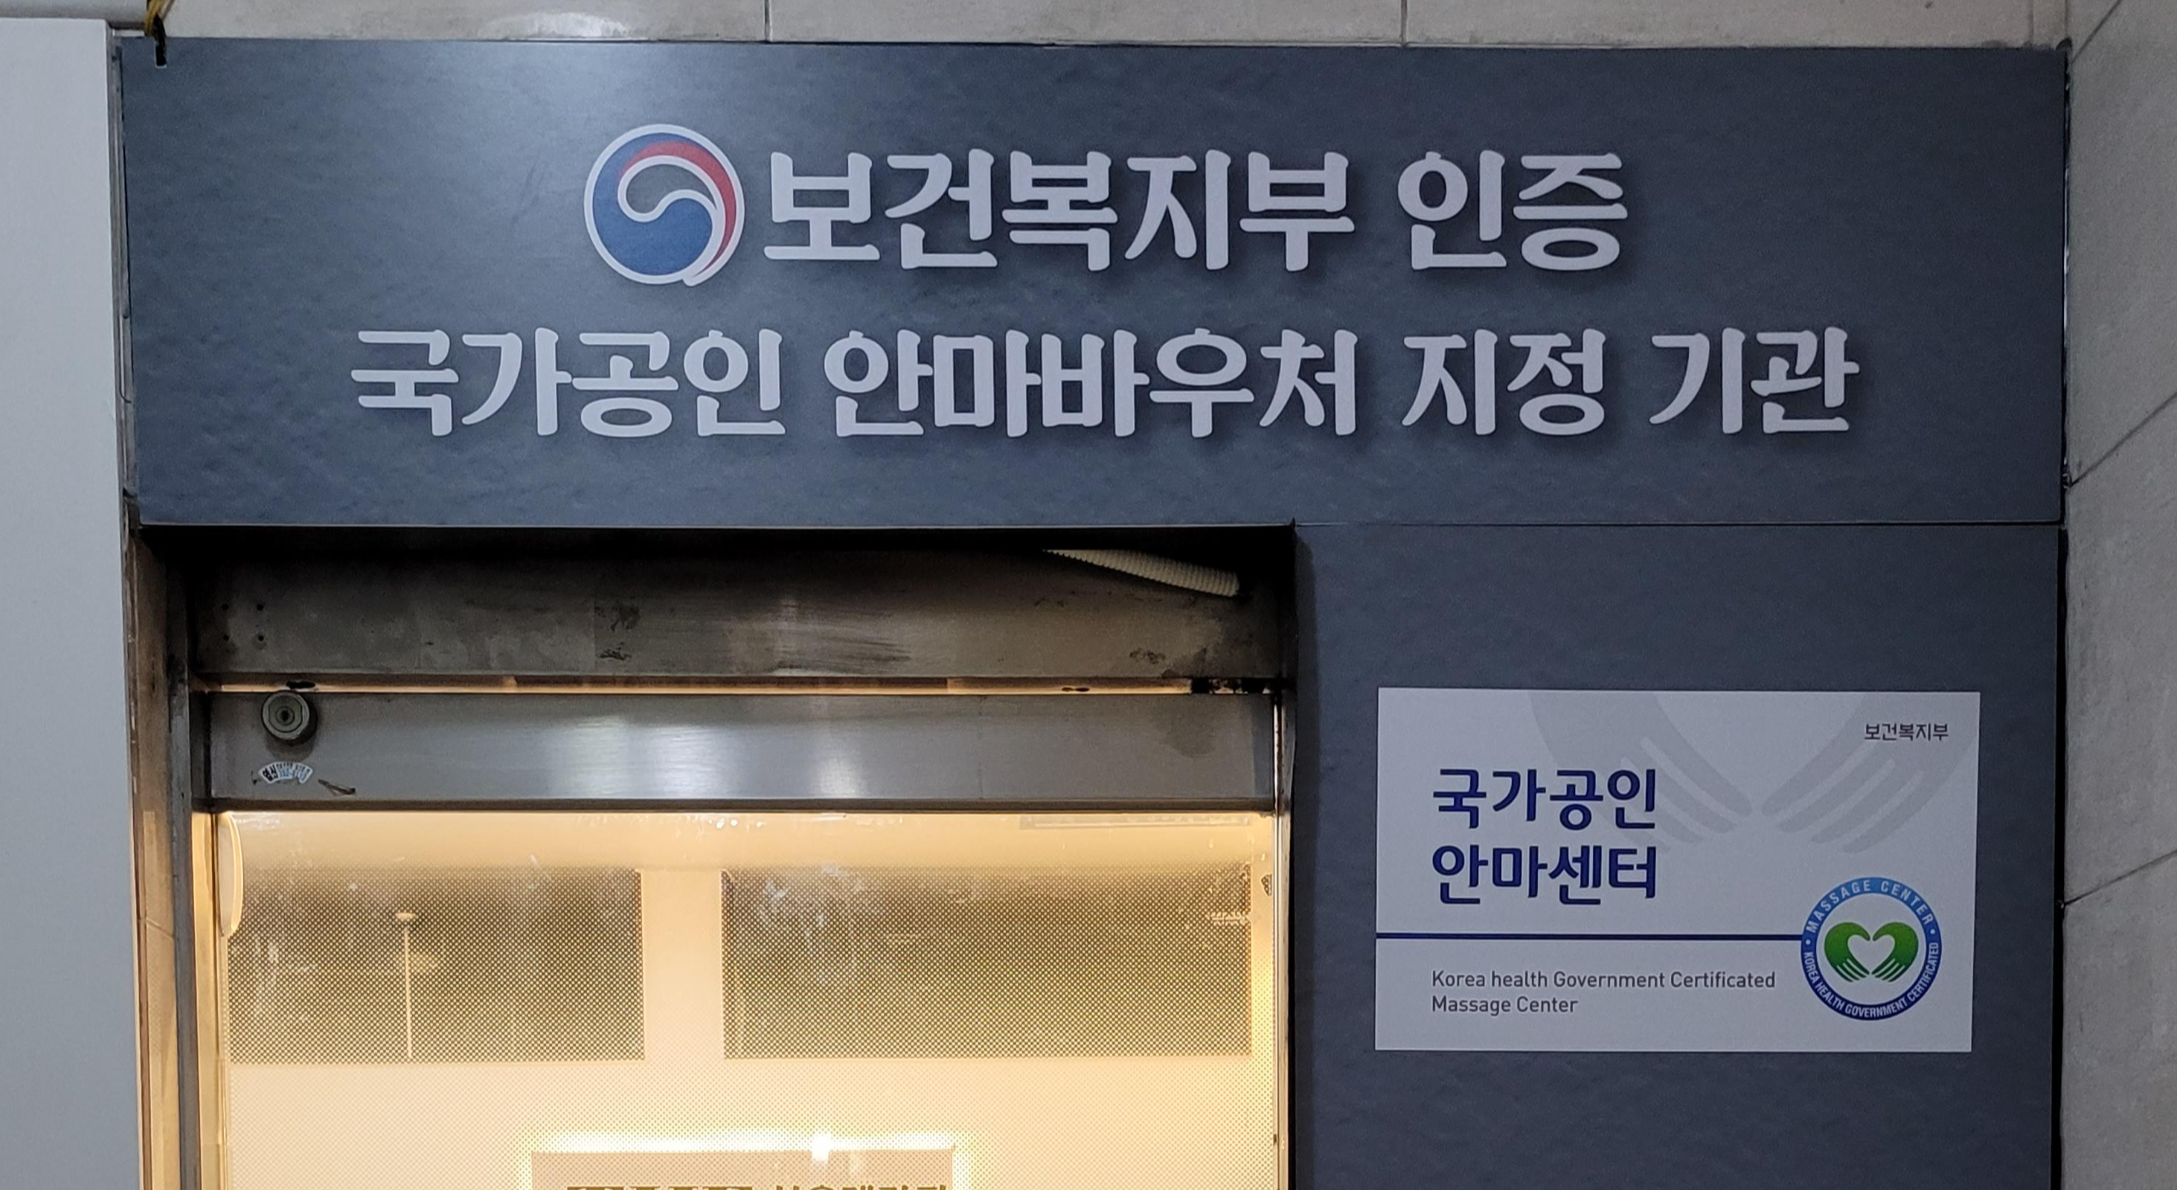 보건복지부 인증
국가공인 안마바우처 지정 기관
보건복지부
국가공인
안마센터
MASSAGE CENTER
KOREA HEALTH GOVERNMENT CERTIFICATED
Korea health Government Certificated
Massage Center